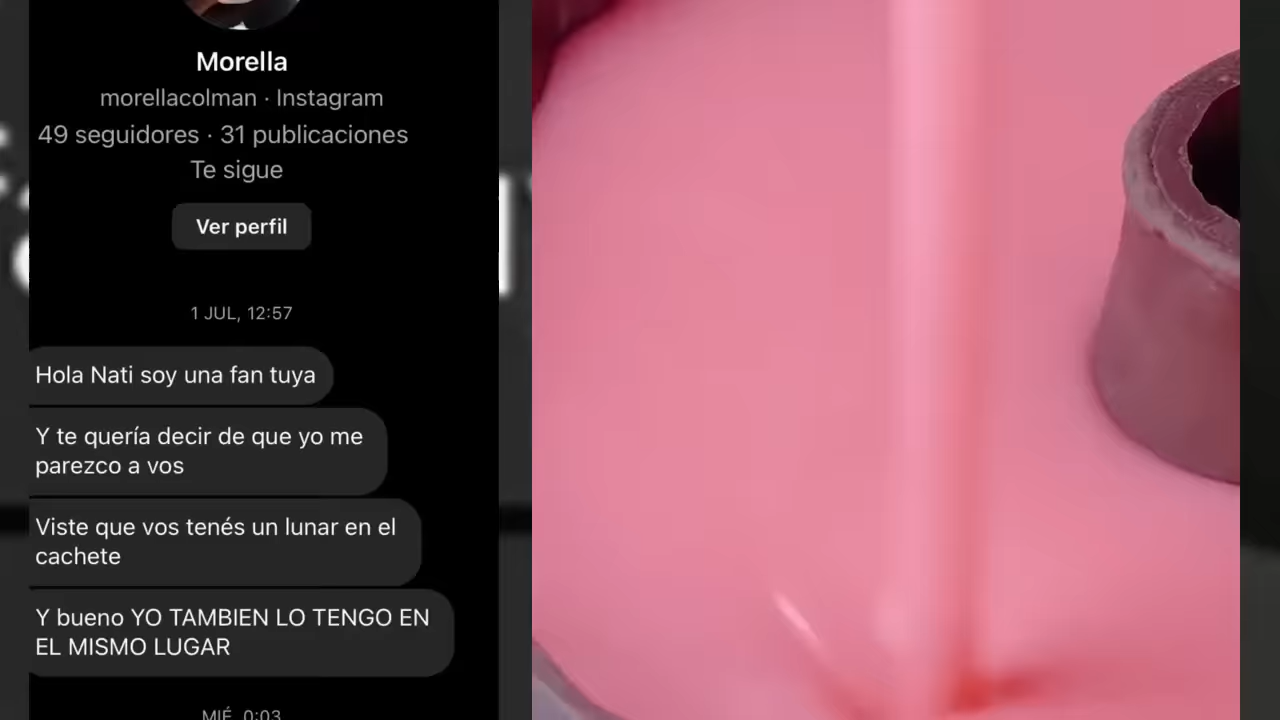 Morella
morellacolman · Instagram
49 seguidores · 31 publicaciones
Te sigue
Ver perfil
1 JUL, 12:57
Hola Nati soy una fan tuya
Y te quería decir de que yo me
parezco a vos
Viste que vos tenés un lunar en el
cachete
Y bueno YO TAMBIEN LO TENGO EN
EL MISMO LUGAR
MIÉ, 0:03